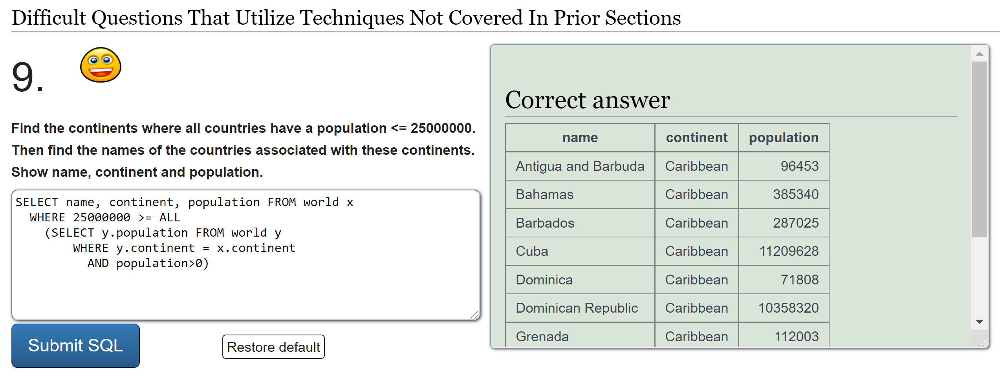 Difficult Questions That Utilize Techniques Not Covered In Prior Sections
9.
Find the continents where all countries have a population <= 25000000.
Then find the names of the countries associated with these continents.
Show name, continent and population.
SELECT name, continent, population FROM world x
  WHERE 25000000 >= ALL
    (SELECT y.population FROM world y
        WHERE y.continent = x.continent
          AND population>0)
Submit SQL
Restore default
Correct answer
name continent population
Antigua and Barbuda Caribbean 96453
Bahamas Caribbean 385340
Barbados Caribbean 287025
Cuba Caribbean 11209628
Dominica Caribbean 71808
Dominican Republic Caribbean 10358320
Grenada Caribbean 112003